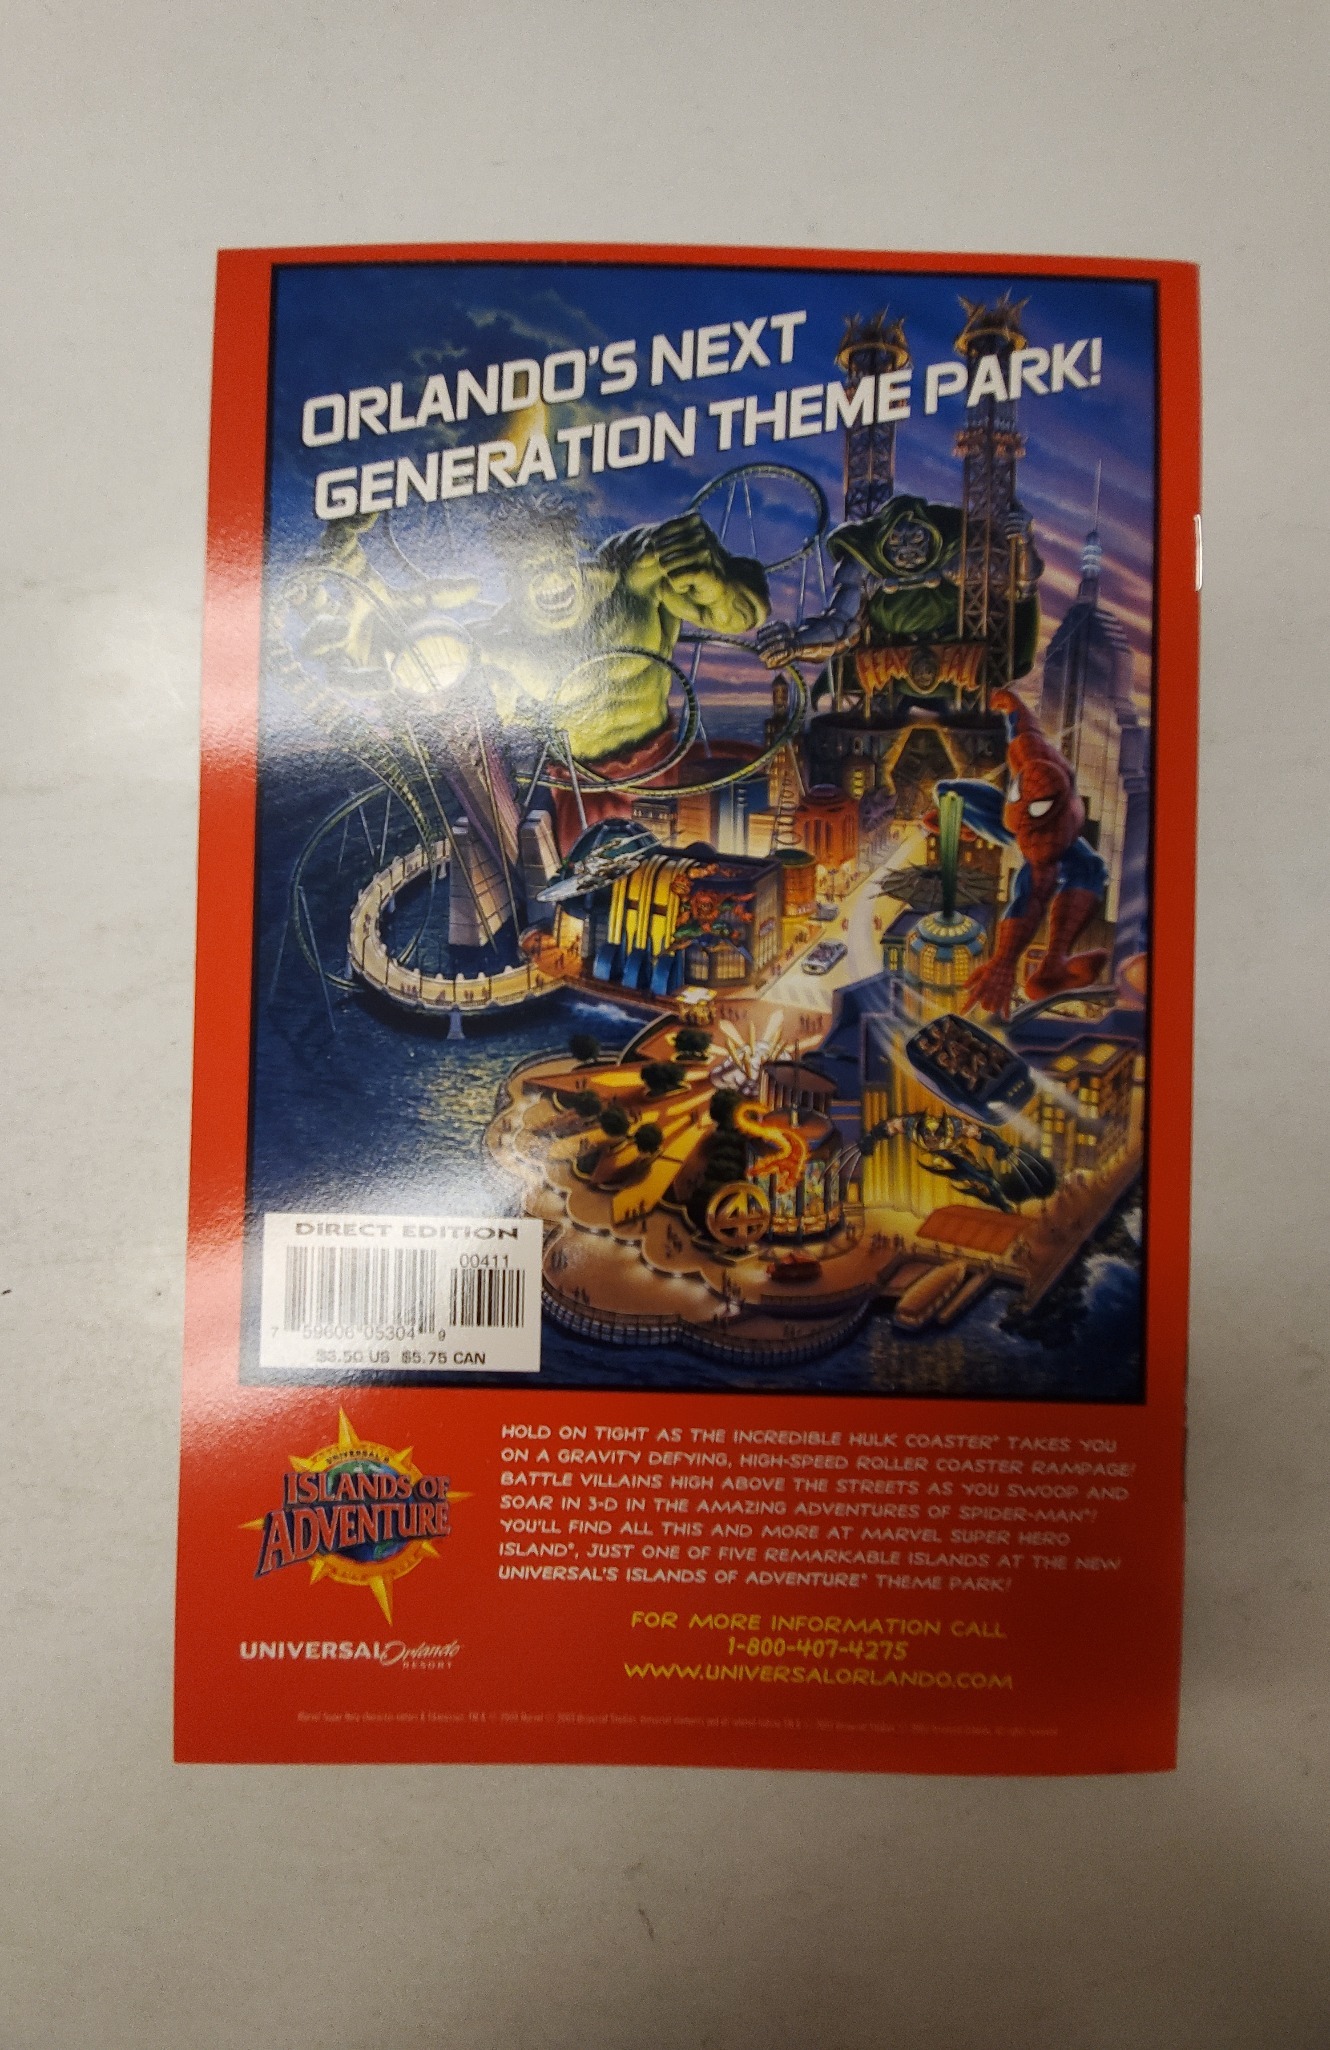 ORLANDO'S NEXT
GENERATION THEME PARK!
FEAR FALL
DIRECT EDITION
00411
7 59606 05304 9
$3.50 US $5.75 CAN
UNIVERSAL'S
ISLANDS OF
ADVENTURE
UNIVERSAL Orlando
RESORT
HOLD ON TIGHT AS THE INCREDIBLE HULK COASTER® TAKES YOU
ON A GRAVITY DEFYING, HIGH-SPEED ROLLER COASTER RAMPAGE!
BATTLE VILLAINS HIGH ABOVE THE STREETS AS YOU SWOOP AND
SOAR IN 3-D IN THE AMAZING ADVENTURES OF SPIDER-MAN®!
YOU'LL FIND ALL THIS AND MORE AT MARVEL SUPER HERO
ISLAND®, JUST ONE OF FIVE REMARKABLE ISLANDS AT THE NEW
UNIVERSAL'S ISLANDS OF ADVENTURE® THEME PARK!
FOR MORE INFORMATION CALL
1-800-407-4275
WWW.UNIVERSALORLANDO.COM